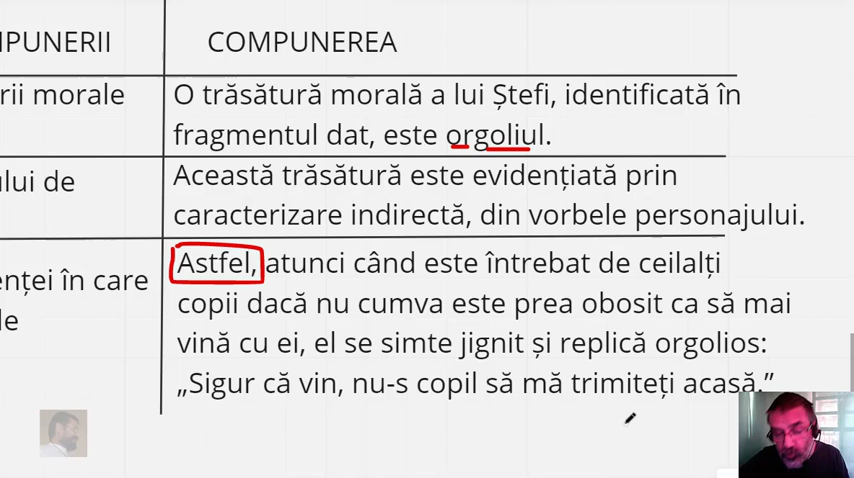 MPUNERII
COMPUNEREA
rii morale
O trăsătură morală a lui Ștefi, identificată în
fragmentul dat, este orgoliul.
ului de
Această trăsătură este evidențiată prin
caracterizare indirectă, din vorbele personajului.
enței în care
le
Astfel, atunci când este întrebat de ceilalți
copii dacă nu cumva este prea obosit ca să mai
vină cu ei, el se simte jignit și replică orgolios:
„Sigur că vin, nu-s copil să mă trimiteți acasă.”